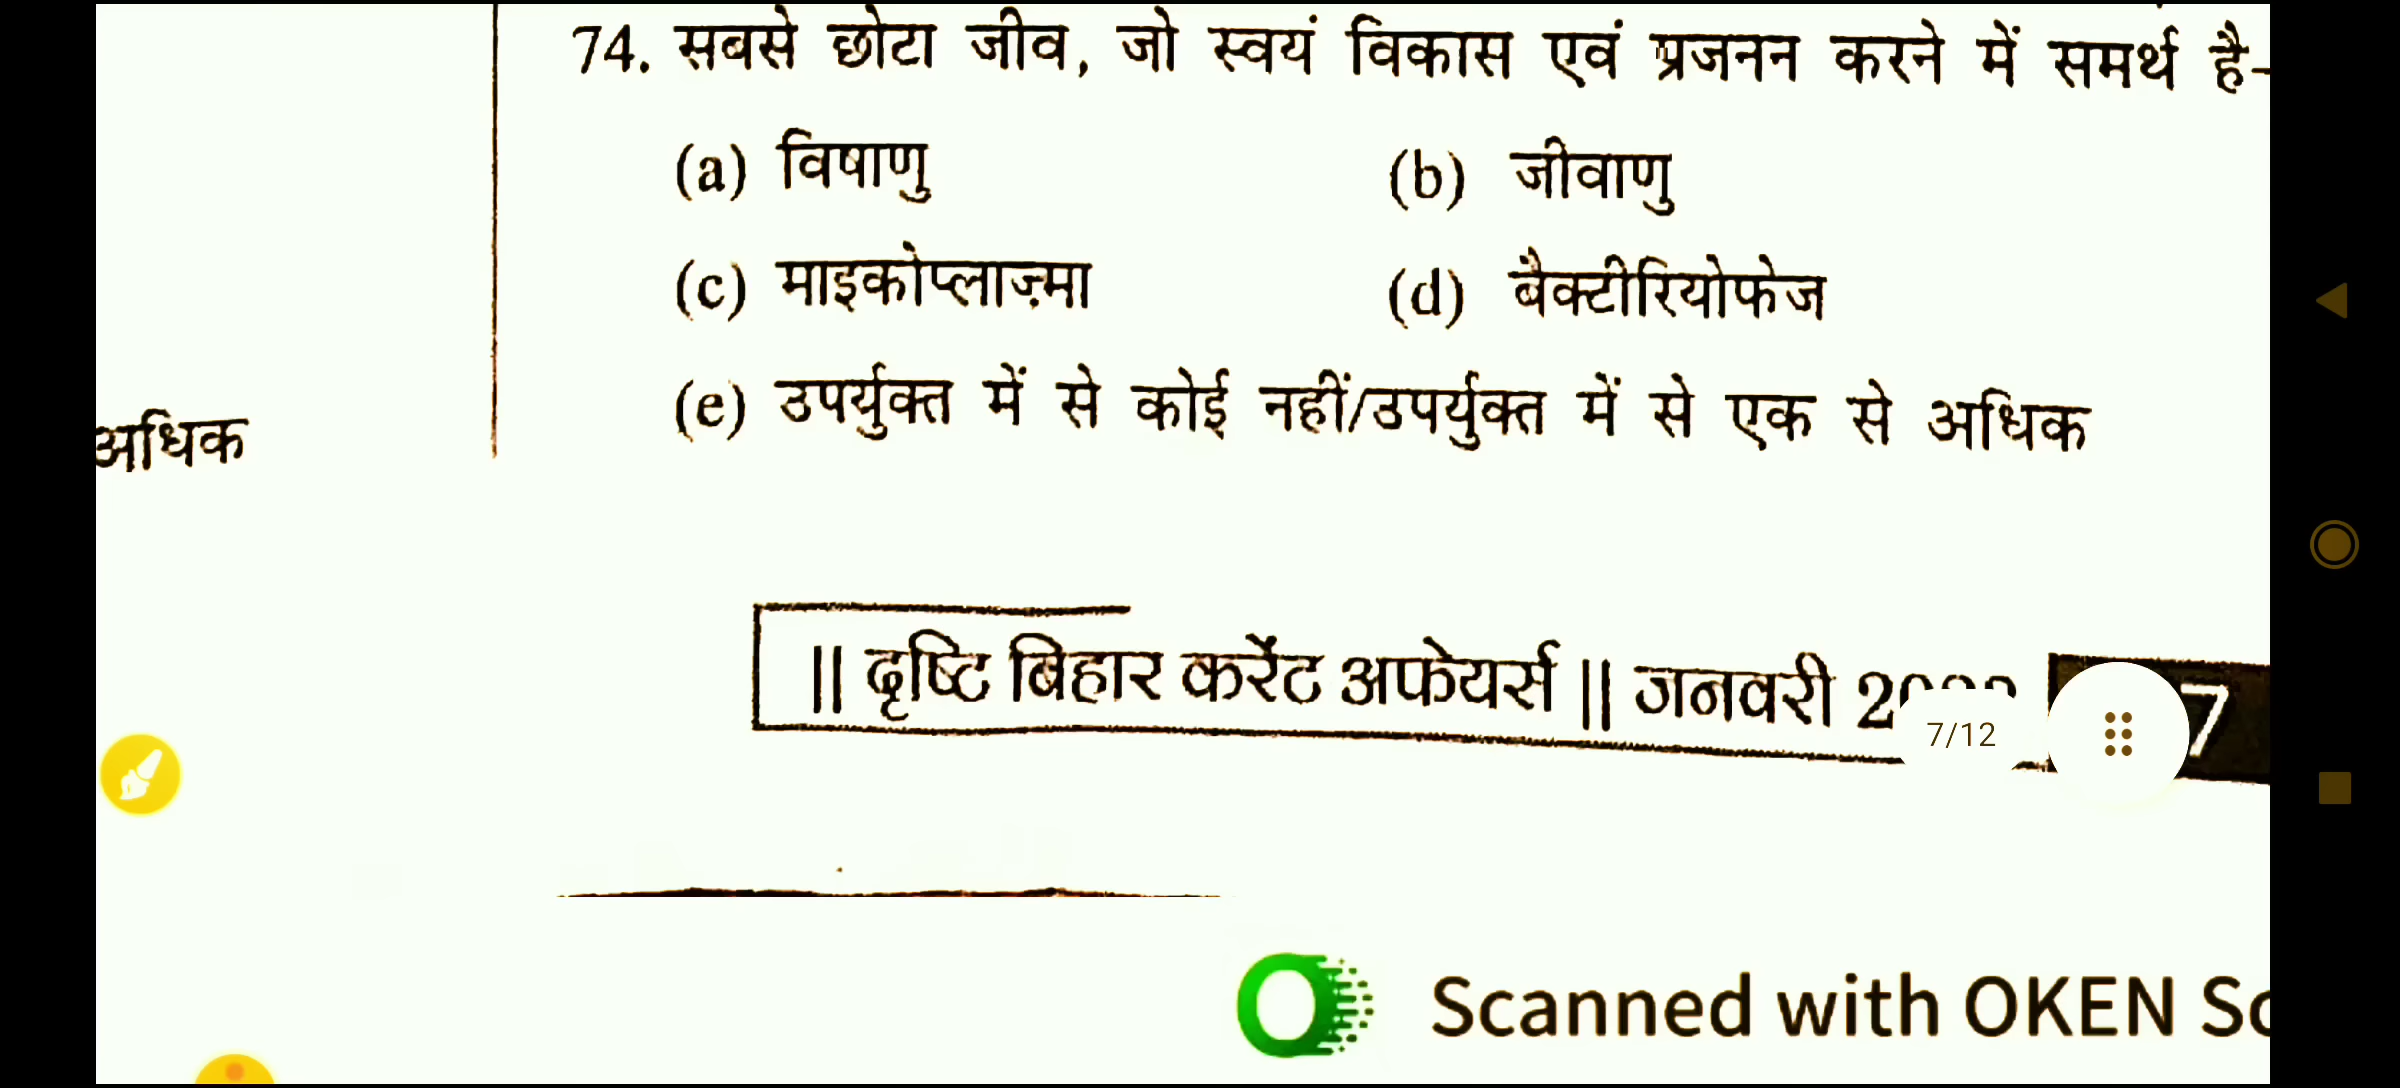 74. सबसे छोटा जीव, जो स्वयं विकास एवं प्रजनन करने में समर्थ है-
(a) विषाणु (b) जीवाणु
(c) माइकोप्लाज़्मा (d) बैक्टीरियोफेज
(e) उपर्युक्त में से कोई नहीं/उपर्युक्त में से एक से अधिक
अधिक
|| दृष्टि बिहार करेंट अफेयर्स || जनवरी 7
7/12
Scanned with OKEN